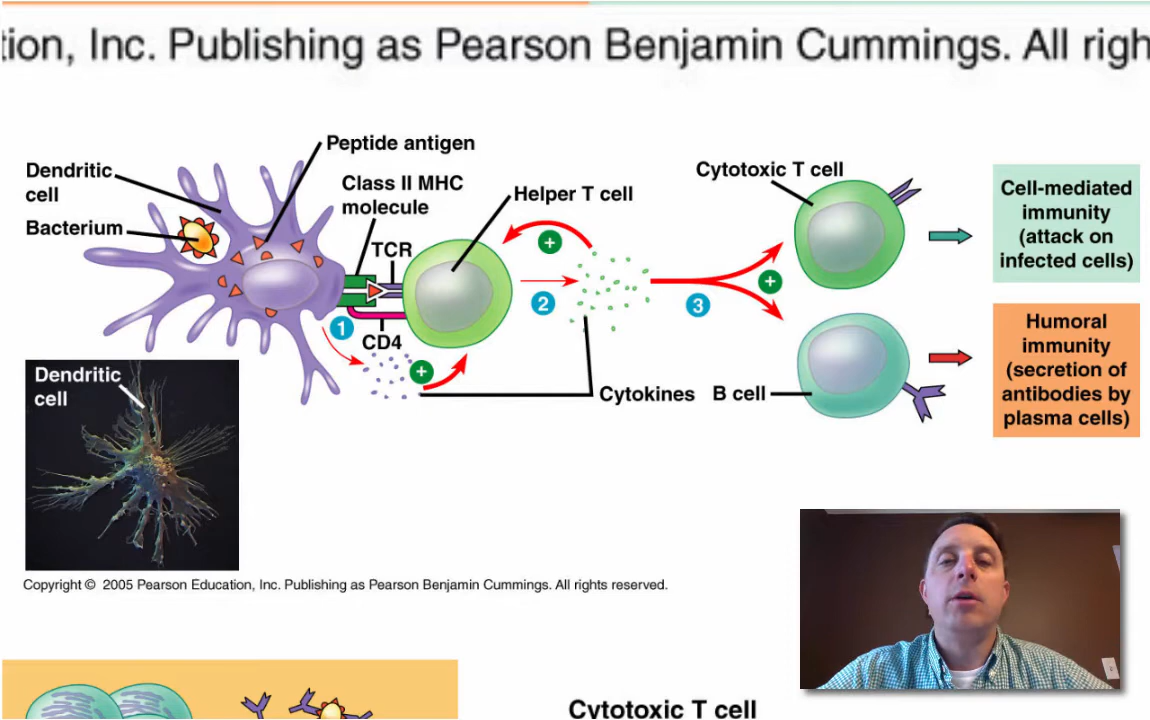 tion, Inc. Publishing as Pearson Benjamin Cummings. All righ
Peptide antigen
Dendritic
cell
Class II MHC
molecule
Helper T cell
Cytotoxic T cell
Bacterium
TCR
Cell-mediated
immunity
(attack on
infected cells)
+
+
2
3
1
CD4
+
Cytokines
B cell
Humoral
immunity
(secretion of
antibodies by
plasma cells)
Dendritic
cell
Copyright © 2005 Pearson Education, Inc. Publishing as Pearson Benjamin Cummings. All rights reserved.
Cytotoxic T cell